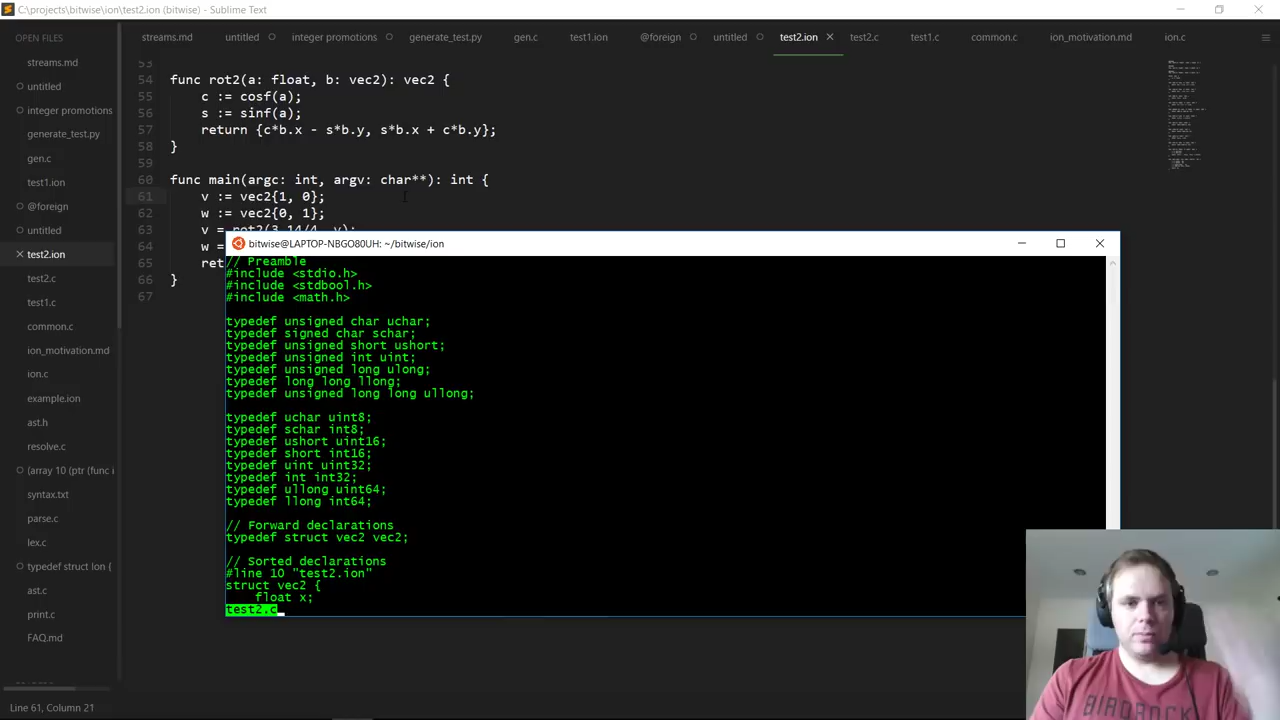 C:\projects\bitwise\ion\test2.ion (bitwise) - Sublime Text
OPEN FILES
streams.md
untitled
integer promotions
generate_test.py
gen.c
test1.ion
@foreign
untitled
test2.ion
test2.c
test1.c
common.c
ion_motivation.md
ion.c
example.ion
ast.h
resolve.c
(array 10 (ptr (func i
syntax.txt
parse.c
lex.c
typedef struct Ion {
ast.c
print.c
FAQ.md
streams.md untitled integer promotions generate_test.py gen.c test1.ion @foreign untitled test2.ion test2.c test1.c common.c ion_motivation.md ion.c
53
54 func rot2(a: float, b: vec2): vec2 {
55 c := cosf(a);
56 s := sinf(a);
57 return {c*b.x - s*b.y, s*b.x + c*b.y};
58 }
59
60 func main(argc: int, argv: char**): int {
61 v := vec2{1, 0};
62 w := vec2{0, 1};
63 v = rot2(3.14/4, v);
64 w =
65 ret
66 }
67
bitwise@LAPTOP-NBGO80UH: ~/bitwise/ion
// Preamble
#include <stdio.h>
#include <stdbool.h>
#include <math.h>
typedef unsigned char uchar;
typedef signed char schar;
typedef unsigned short ushort;
typedef unsigned int uint;
typedef unsigned long ulong;
typedef long long llong;
typedef unsigned long long ullong;
typedef uchar uint8;
typedef schar int8;
typedef ushort uint16;
typedef short int16;
typedef uint uint32;
typedef int int32;
typedef ullong uint64;
typedef llong int64;
// Forward declarations
typedef struct vec2 vec2;
// Sorted declarations
#line 10 "test2.ion"
struct vec2 {
float x;
test2.c
Line 61, Column 21